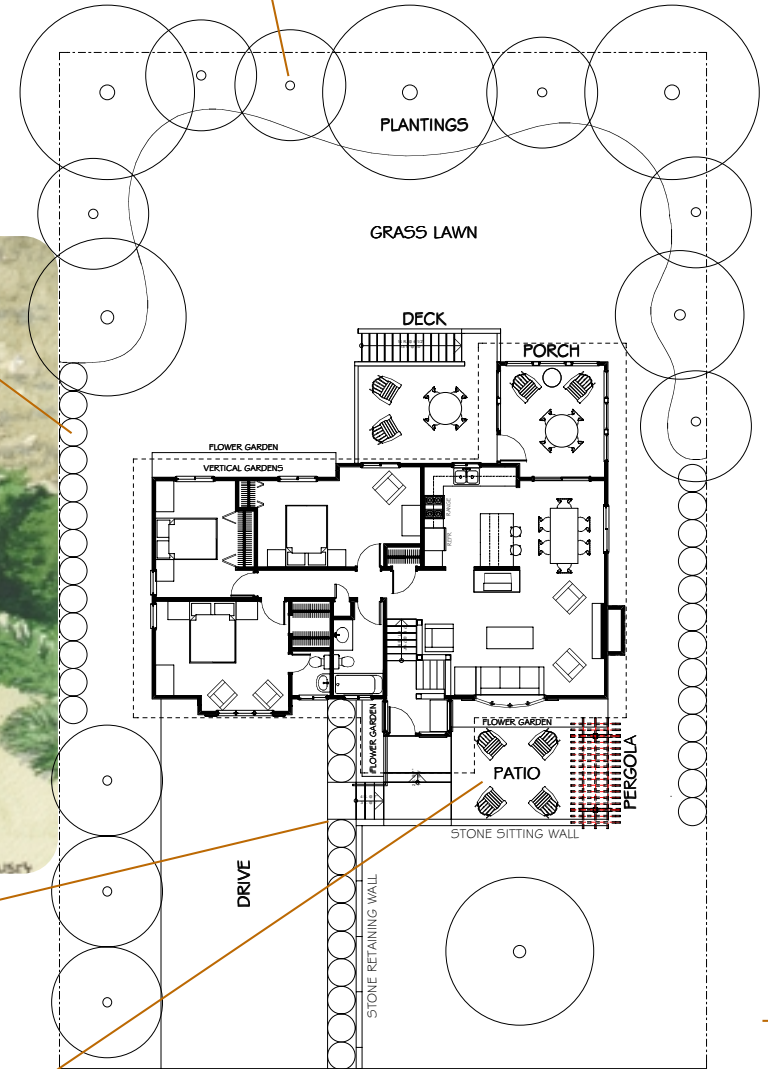 PLANTINGS
GRASS LAWN
DECK
PORCH
FLOWER GARDEN
VERTICAL GARDENS
RANGE
REFR
FLOWER GARDEN
FLOWER GARDEN
PATIO
PERGOLA
STONE SITTING WALL
DRIVE
STONE RETAINING WALL